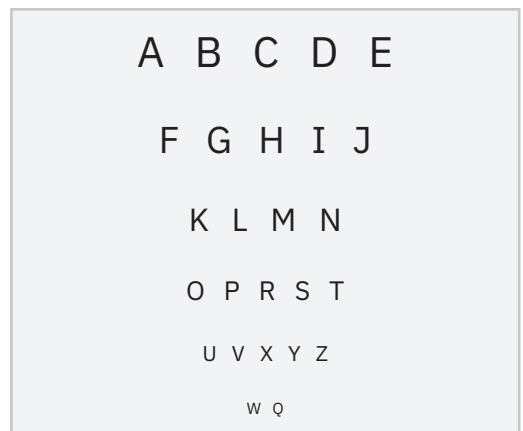 A B C D E
F G H I J
K L M N
O P R S T
U V X Y Z
W Q